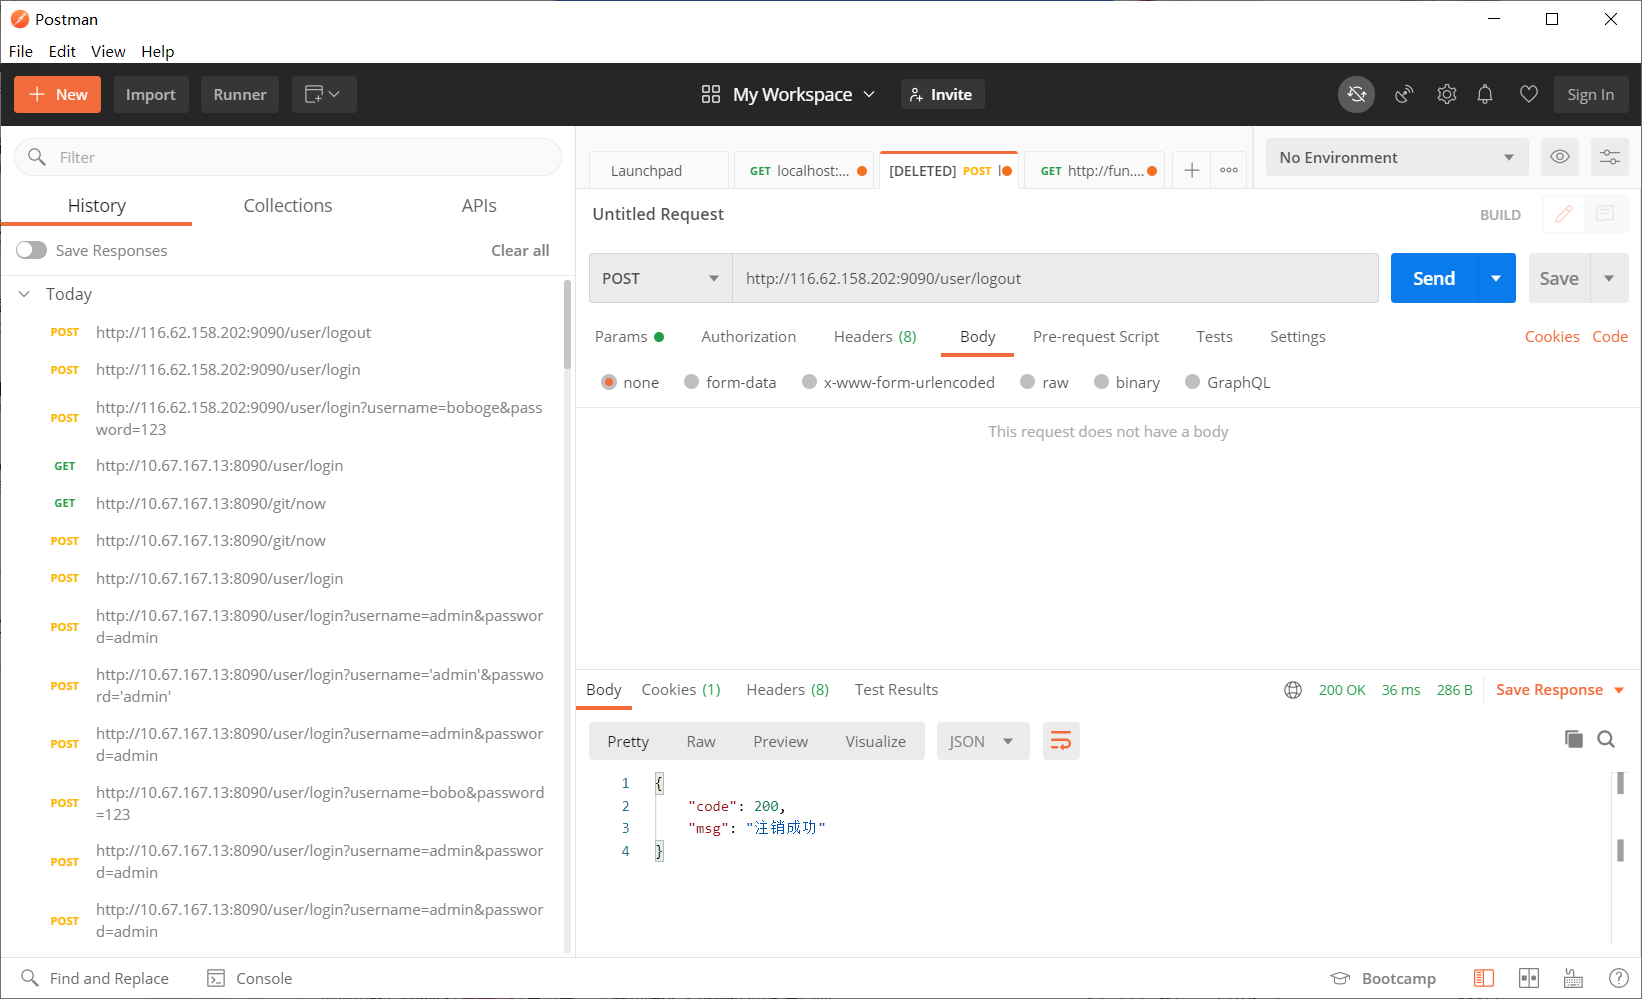 Postman
File Edit View Help
New Import Runner My Workspace Invite Sign In
Filter
History Collections APIs
Save Responses Clear all
Today
POST http://116.62.158.202:9090/user/logout
POST http://116.62.158.202:9090/user/login
POST http://116.62.158.202:9090/user/login?username=boboge&pass
word=123
GET http://10.67.167.13:8090/user/login
GET http://10.67.167.13:8090/git/now
POST http://10.67.167.13:8090/git/now
POST http://10.67.167.13:8090/user/login
POST http://10.67.167.13:8090/user/login?username=admin&passwor
d=admin
POST http://10.67.167.13:8090/user/login?username='admin'&passwo
rd='admin'
POST http://10.67.167.13:8090/user/login?username=admin&passwor
d=admin
POST http://10.67.167.13:8090/user/login?username=bobo&password
=123
POST http://10.67.167.13:8090/user/login?username=admin&passwor
d=admin
POST http://10.67.167.13:8090/user/login?username=admin&passwor
d=admin
Launchpad GET localhost:... [DELETED] POST l GET http://fun.... No Environment
Untitled Request BUILD
POST http://116.62.158.202:9090/user/logout Send Save
Params Authorization Headers (8) Body Pre-request Script Tests Settings Cookies Code
none form-data x-www-form-urlencoded raw binary GraphQL
This request does not have a body
Body Cookies (1) Headers (8) Test Results 200 OK 36 ms 286 B Save Response
Pretty Raw Preview Visualize JSON
1 {
2 "code": 200,
3 "msg": "注销成功"
4 }
Find and Replace Console Bootcamp